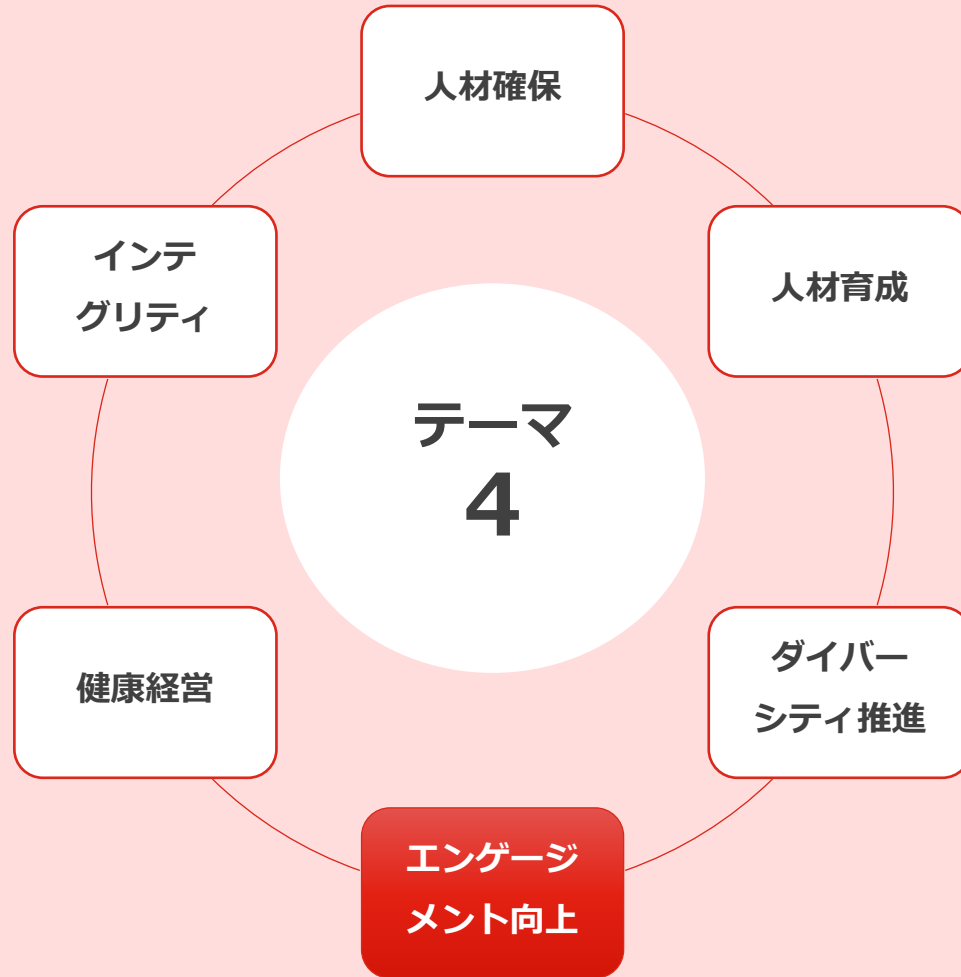 人材確保
インテ
グリティ
人材育成
テーマ
4
健康経営
ダイバー
シティ推進
エンゲージ
メント向上